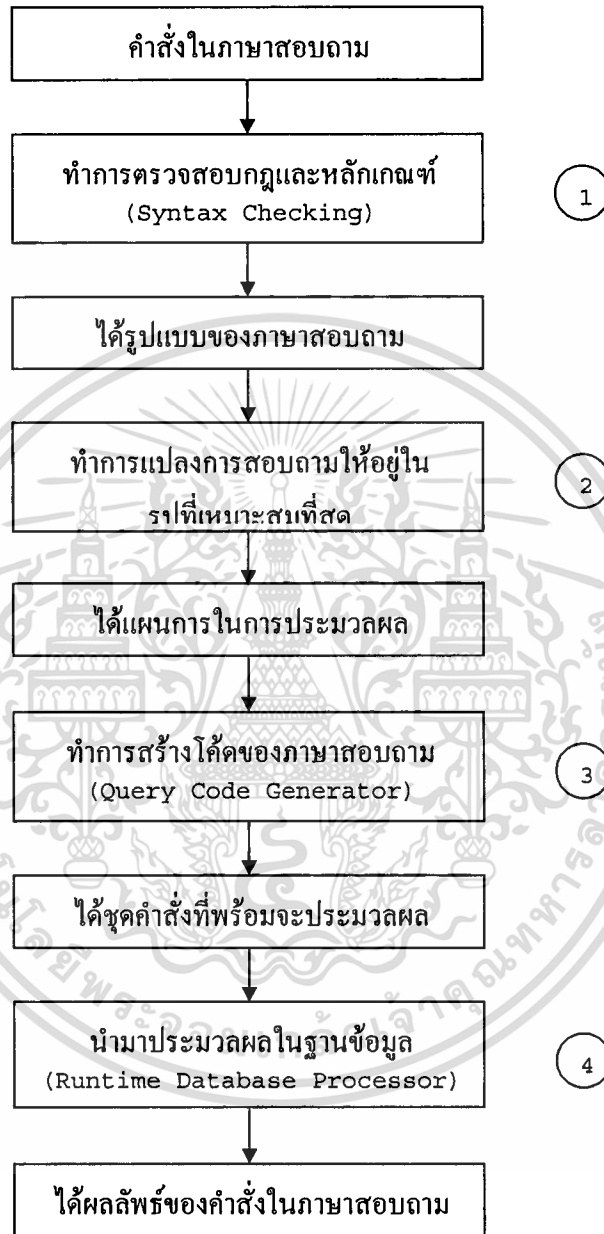 คำสั่งในภาษาสอบถาม
ทำการตรวจสอบกฎและหลักเกณฑ์
(Syntax Checking)
1
ได้รูปแบบของภาษาสอบถาม
ทำการแปลงการสอบถามให้อยู่ใน
รูปที่เหมาะสมที่สุด
2
ได้แผนการในการประมวลผล
ทำการสร้างโค้ดของภาษาสอบถาม
(Query Code Generator)
3
ได้ชุดคำสั่งที่พร้อมจะประมวลผล
นำมาประมวลผลในฐานข้อมูล
(Runtime Database Processor)
4
ได้ผลลัพธ์ของคำสั่งในภาษาสอบถาม